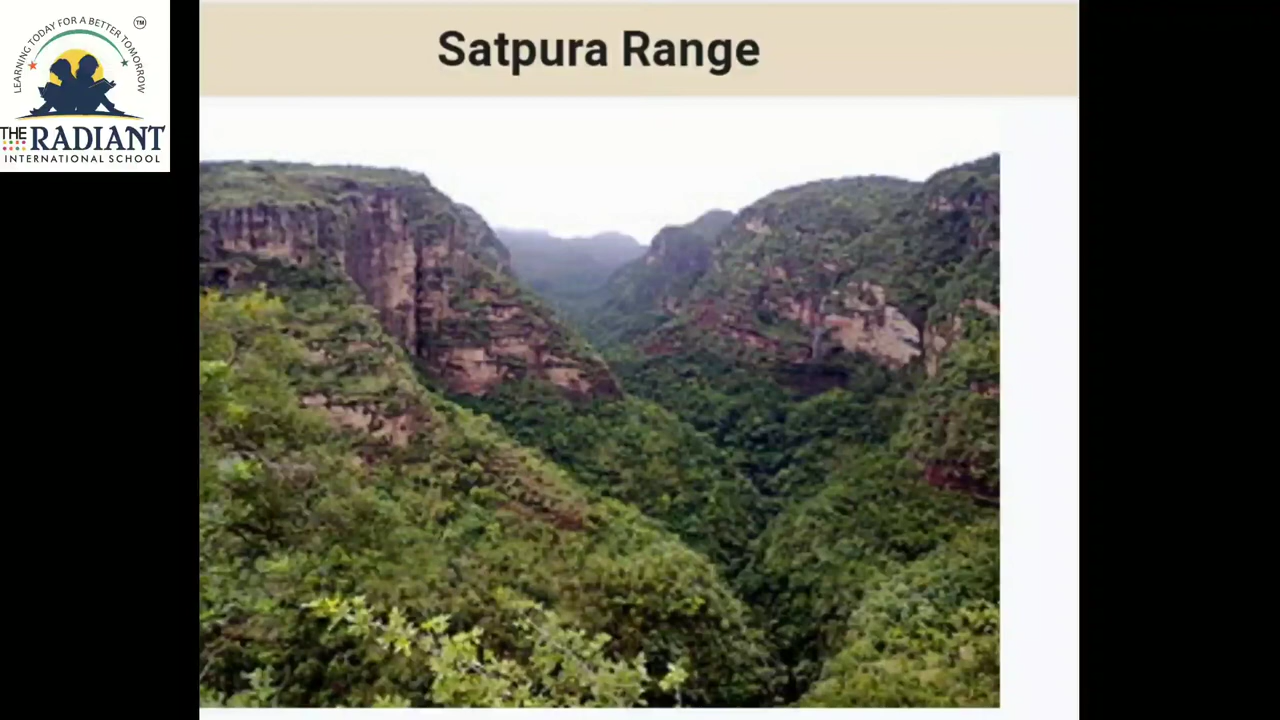 LEARNING TODAY FOR A BETTER TOMORROW
TM
THE RADIANT
INTERNATIONAL SCHOOL
Satpura Range